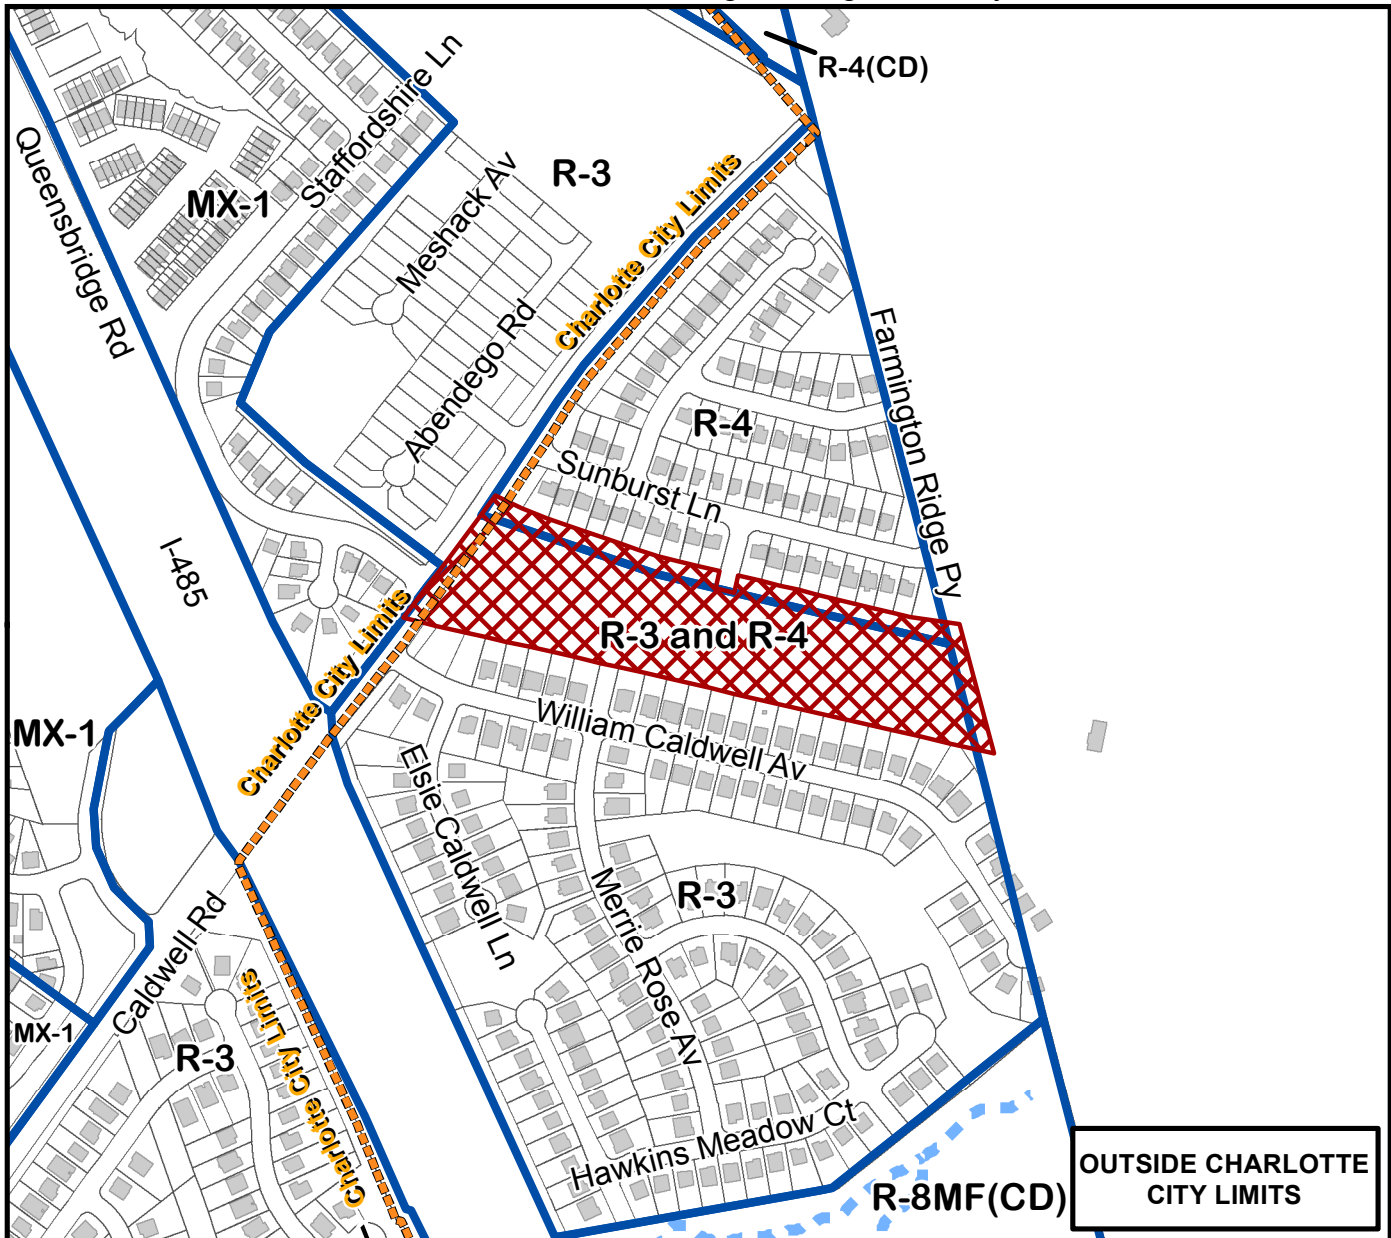 R-4(CD)
Staffordshire Ln
Queensbridge Rd
MX-1
R-3
Meshack Av
Charlotte City Limits
Abendego Rd
Farmington Ridge Py
R-4
Sunburst Ln
I-485
Charlotte City Limits
R-3 and R-4
MX-1
William Caldwell Av
Elsie Caldwell Ln
Merrie Rose Av
R-3
Caldwell Rd
MX-1
R-3
Charlotte City Limits
Hawkins Meadow Ct
R-8MF(CD)
OUTSIDE CHARLOTTE
CITY LIMITS